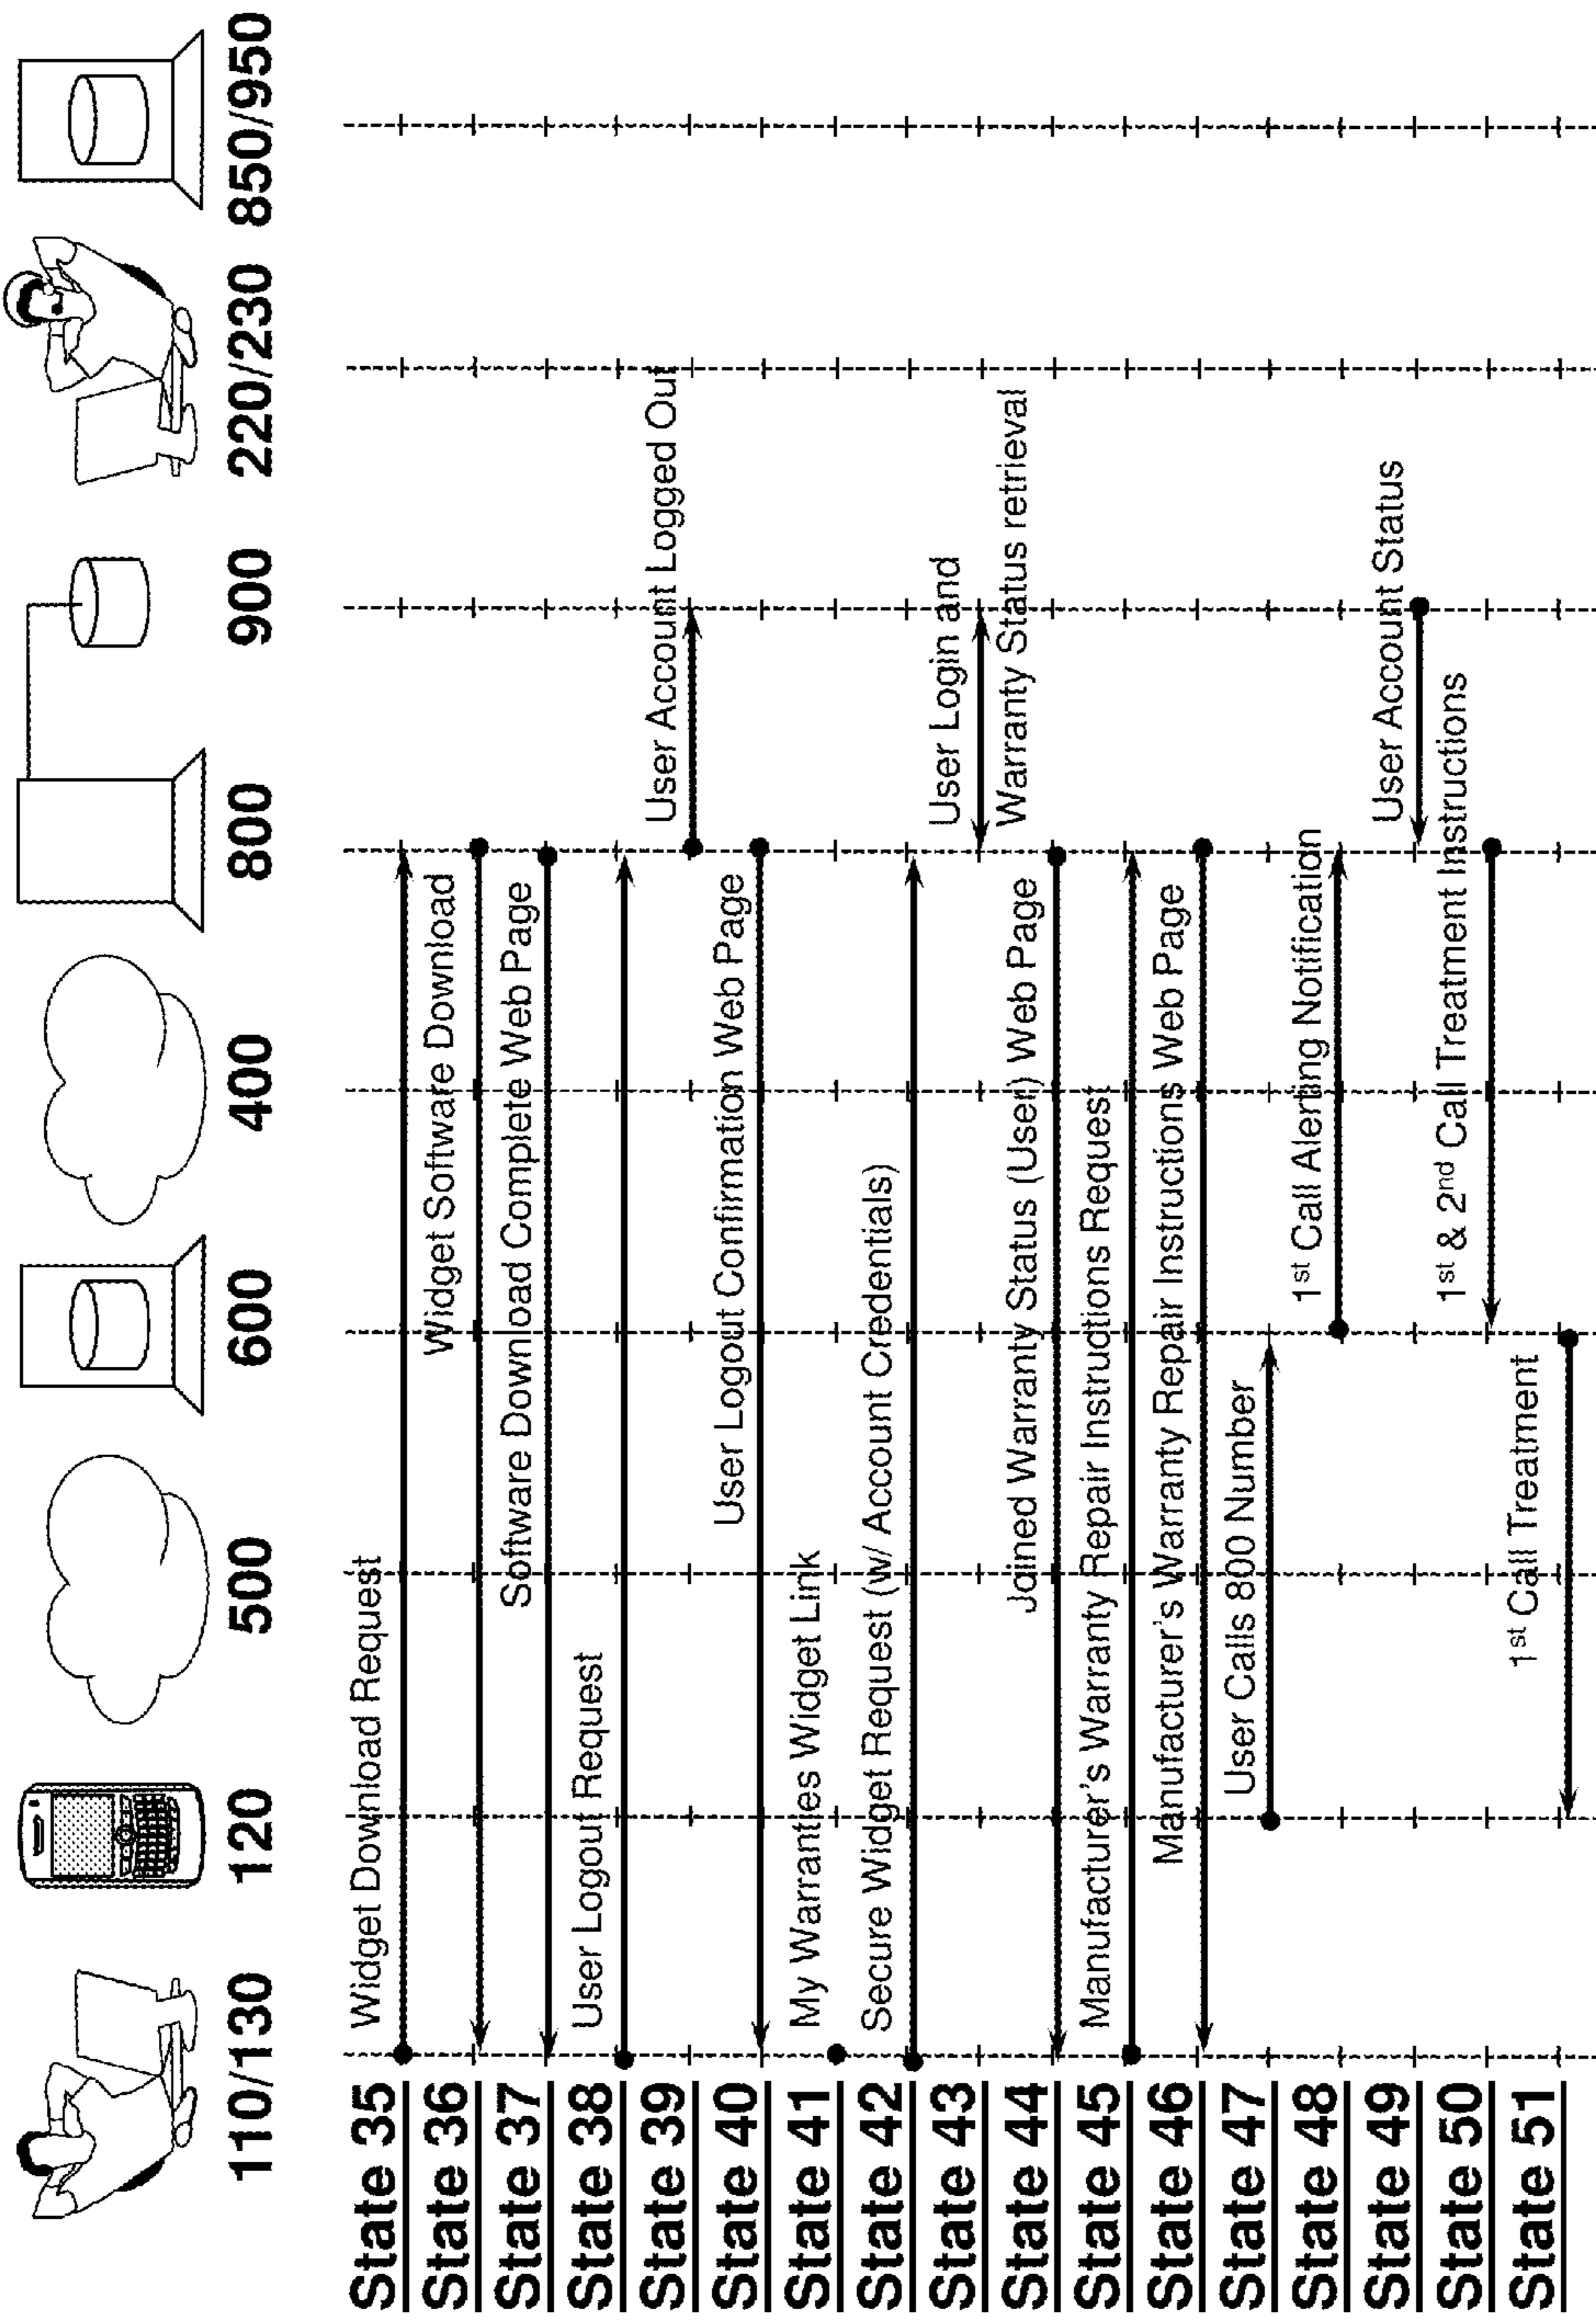 110/130 120 500 600 400 800 900 220/230 850/950
State 35 Widget Download Request
State 36 Widget Software Download
State 37 Software Download Complete Web Page
State 38 User Logout Request
State 39 User Account Logged Out
State 40 User Logout Confirmation Web Page
State 41 My Warranties Widget Link
State 42 Secure Widget Request (w/ Account Credentials)
State 43 User Login and
Warranty Status retrieval
State 44 Joined Warranty Status (User) Web Page
State 45 Manufacturer's Warranty Repair Instructions Request
State 46 Manufacturer's Warranty Repair Instructions Web Page
State 47 User Calls 800 Number
State 48 1st Call Alerting Notification
State 49 User Account Status
State 50 1st & 2nd Call Treatment Instructions
State 51 1st Call Treatment